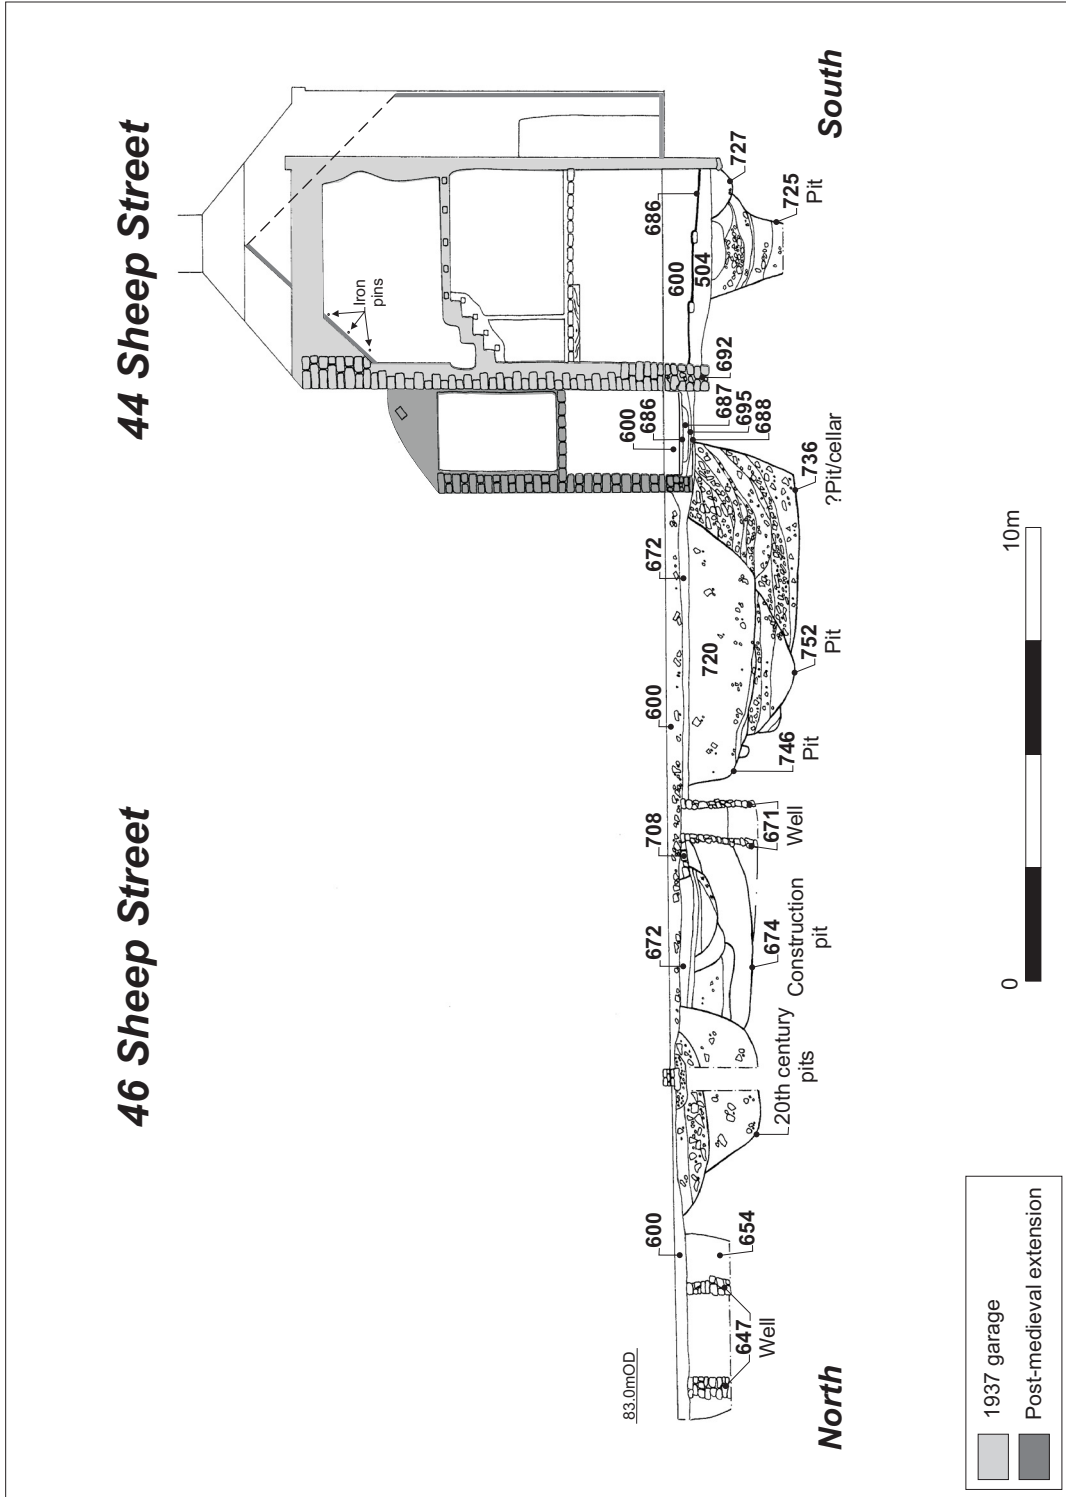 46 Sheep Street
44 Sheep Street
Iron
pins
83.0mOD
600
654
647
Well
672
708
600
672
600
686
687
695
688
692
600
504
686
727
725
Pit
720
20th century
pits
674
Construction
pit
671
Well
746
Pit
752
Pit
736
?Pit/cellar
North
South
0
10m
1937 garage
Post-medieval extension